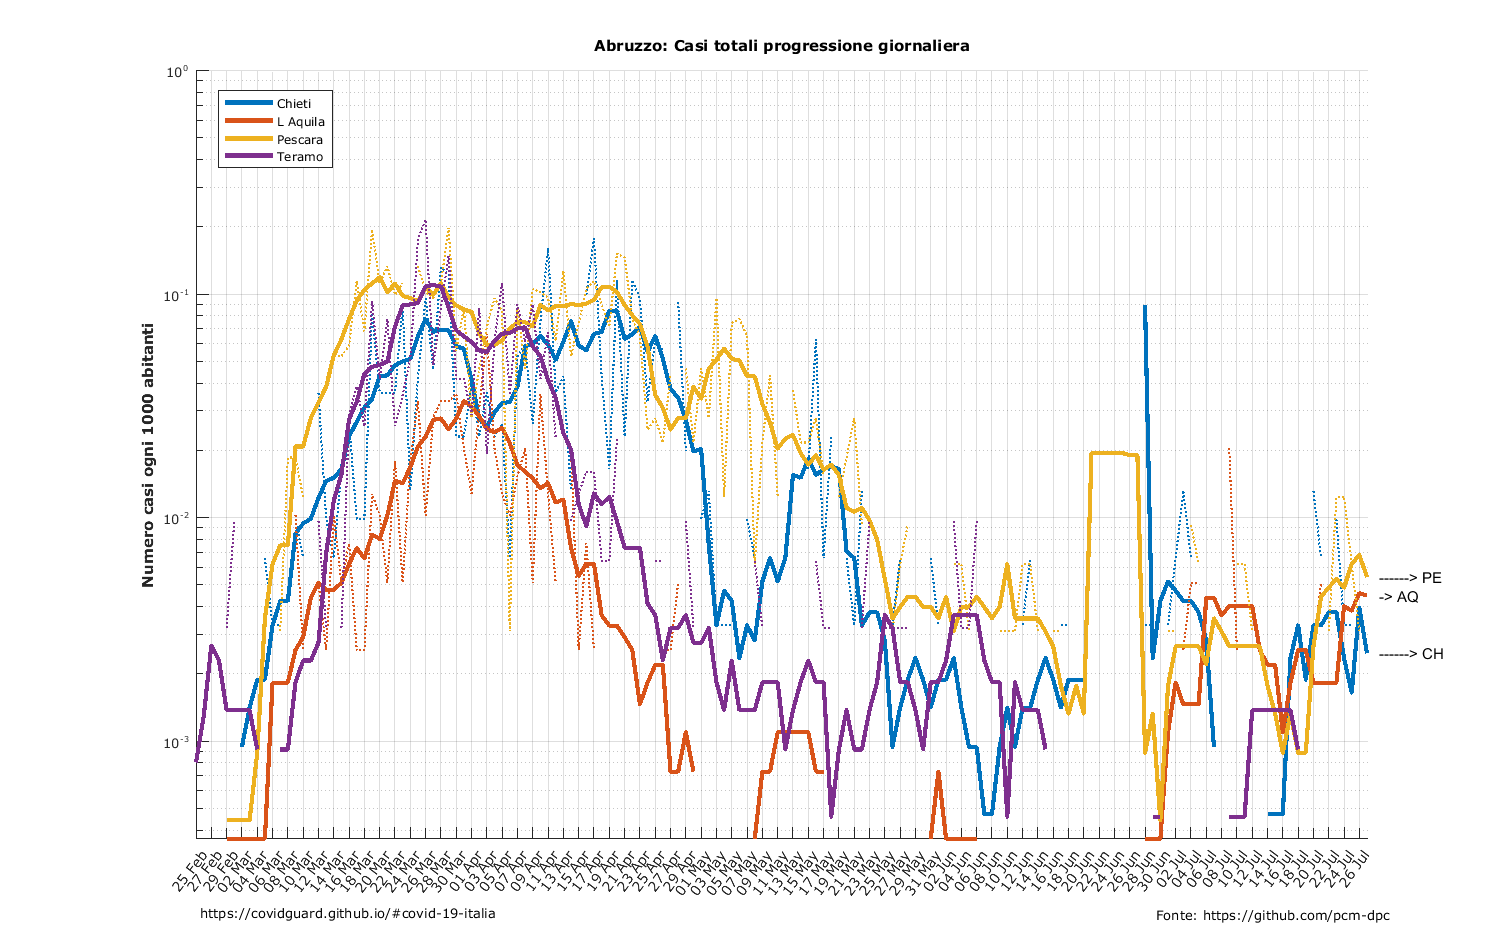 Abruzzo: Casi totali progressione giornaliera
Numero casi ogni 1000 abitanti
10⁰
10⁻¹
10⁻²
10⁻³
Chieti
L Aquila
Pescara
Teramo
------> PE
-> AQ
------> CH
25 Feb
27 Feb
29 Feb
02 Mar
04 Mar
06 Mar
08 Mar
10 Mar
12 Mar
14 Mar
16 Mar
18 Mar
20 Mar
22 Mar
24 Mar
26 Mar
28 Mar
30 Mar
01 Apr
03 Apr
05 Apr
07 Apr
09 Apr
11 Apr
13 Apr
15 Apr
17 Apr
19 Apr
21 Apr
23 Apr
25 Apr
27 Apr
29 Apr
01 May
03 May
05 May
07 May
09 May
11 May
13 May
15 May
17 May
19 May
21 May
23 May
25 May
27 May
29 May
31 May
02 Jun
04 Jun
06 Jun
08 Jun
10 Jun
12 Jun
14 Jun
16 Jun
18 Jun
20 Jun
22 Jun
24 Jun
26 Jun
28 Jun
30 Jun
02 Jul
04 Jul
06 Jul
08 Jul
10 Jul
12 Jul
14 Jul
16 Jul
18 Jul
20 Jul
22 Jul
24 Jul
26 Jul
https://covidguard.github.io/#covid-19-italia
Fonte: https://github.com/pcm-dpc